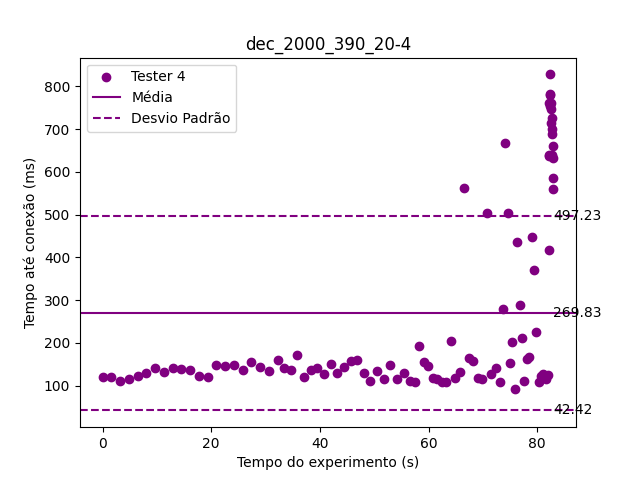 dec_2000_390_20-4
Tester 4
Média
Desvio Padrão
Tempo até conexão (ms)
800
700
600
500
400
300
200
100
497.23
269.83
42.42
0
20
40
60
80
Tempo do experimento (s)